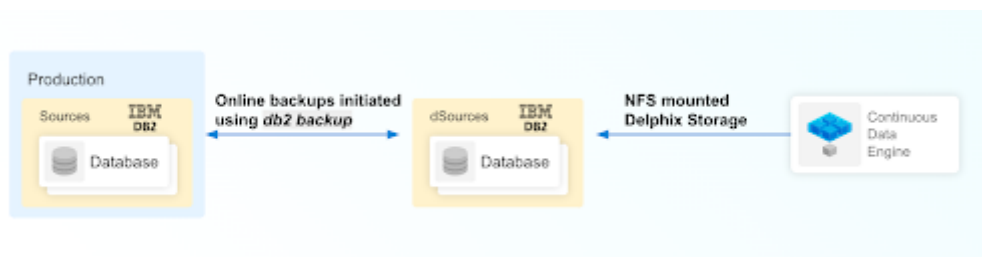 Production
Sources
IBM
DB2
Database
Online backups initiated
using db2 backup
dSources
IBM
DB2
Database
NFS mounted
Delphix Storage
Continuous
Data
Engine